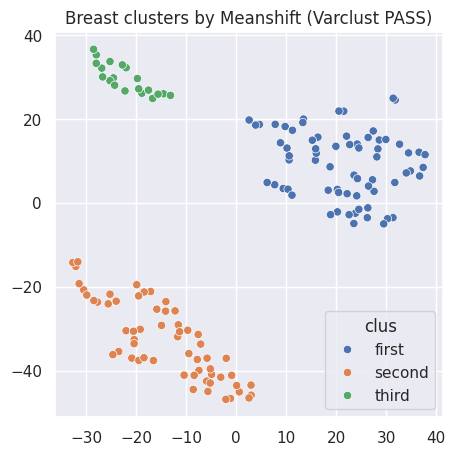 Breast clusters by Meanshift (Varclust PASS)
40
20
0
−20
−40
−30
−20
−10
0
10
20
30
40
clus
first
second
third